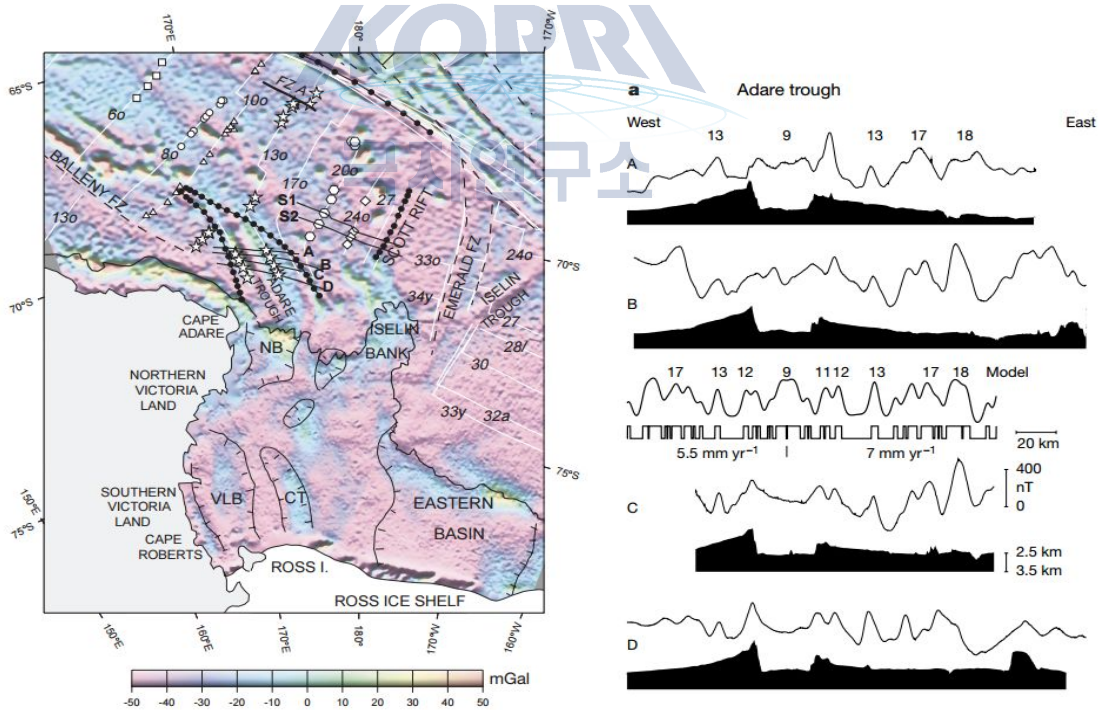 KOPRI
극지연구소
170°E
180°
170°W
65°S
70°S
FZ A
6o
8o
10o
13o
17o
20o
24o
27
BALLENY FZ
13o
S1
S2
SCOTT RIFT
A
B
C
D
ADARE
TROUGH
33o
34y
EMERALD FZ
24o
ISELIN
TROUGH
27
28/
30
33y
32a
70°S
75°S
CAPE
ADARE
NB
ISELIN
BANK
NORTHERN
VICTORIA
LAND
SOUTHERN
VICTORIA
LAND
CAPE
ROBERTS
VLB
CT
EASTERN
BASIN
ROSS I.
ROSS ICE SHELF
150°E
75°S
150°E
160°E
170°E
180°
170°W
160°W
-50 -40 -30 -20 -10 0 10 20 30 40 50 mGal
a Adare trough
West East
13 9 13 17 18
A
B
17 13 12 9 11 12 13 17 18 Model
5.5 mm yr⁻¹ 7 mm yr⁻¹
20 km
400
nT
0
C
2.5 km
3.5 km
D